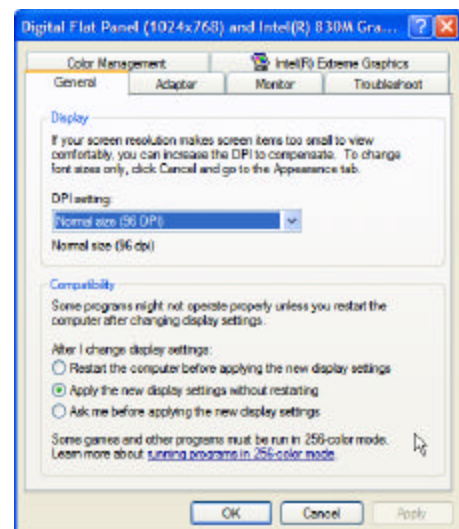 Digital Flat Panel (1024x768) and Intel(R) 830M Gra...
Color Management
Intel(R) Extreme Graphics
General
Adapter
Monitor
Troubleshoot
Display
If your screen resolution makes screen items too small to view
comfortably, you can increase the DPI to compensate. To change
font sizes only, click Cancel and go to the Appearance tab.
DPI setting:
Normal size (96 DPI)
Normal size (96 dpi)
Compatibility
Some programs might not operate properly unless you restart the
computer after changing display settings.
After I change display settings:
Restart the computer before applying the new display settings
Apply the new display settings without restarting
Ask me before applying the new display settings
Some games and other programs must be run in 256-color mode.
Learn more about running programs in 256-color mode.
OK
Cancel
Apply